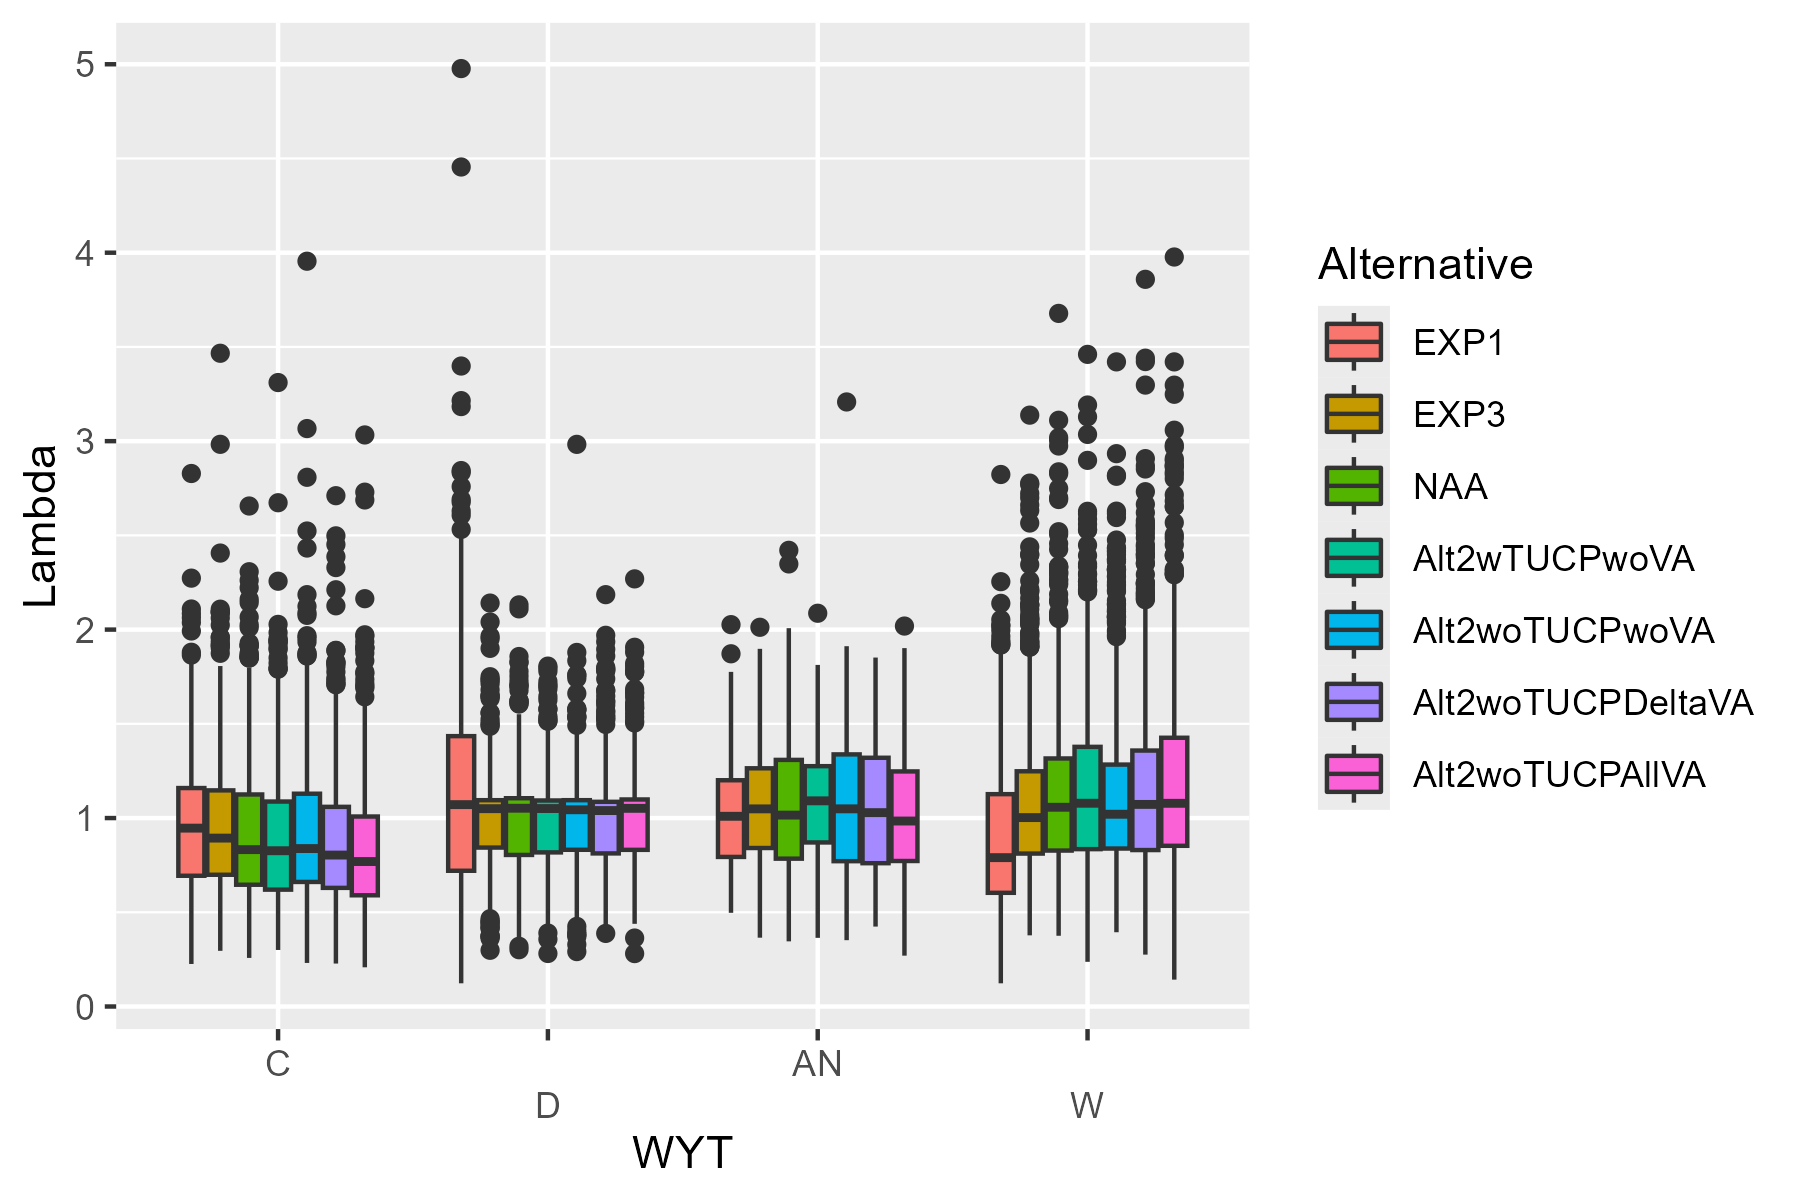 5
4
3
2
1
0
Lambda
C
AN
D
W
WYT
Alternative
EXP1
EXP3
NAA
Alt2wTUCPwoVA
Alt2woTUCPwoVA
Alt2woTUCPDeltaVA
Alt2woTUCPAllVA